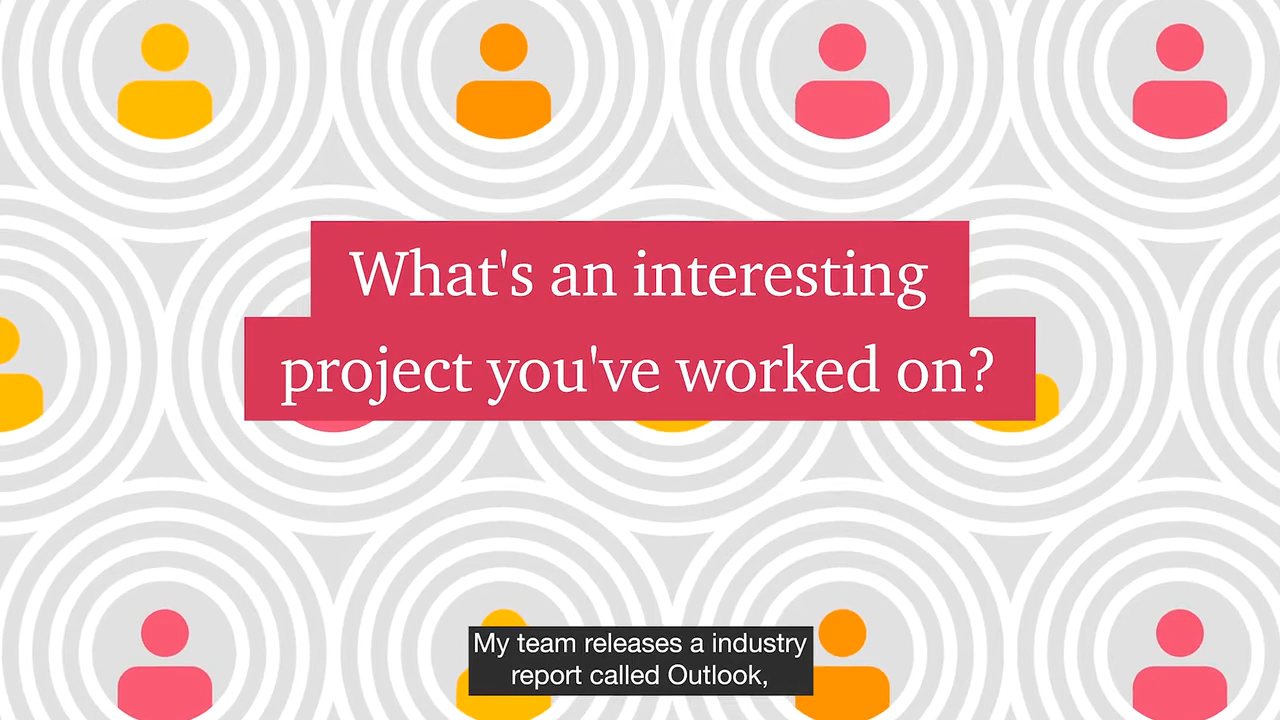 What's an interesting
project you've worked on?
My team releases a industry
report called Outlook,